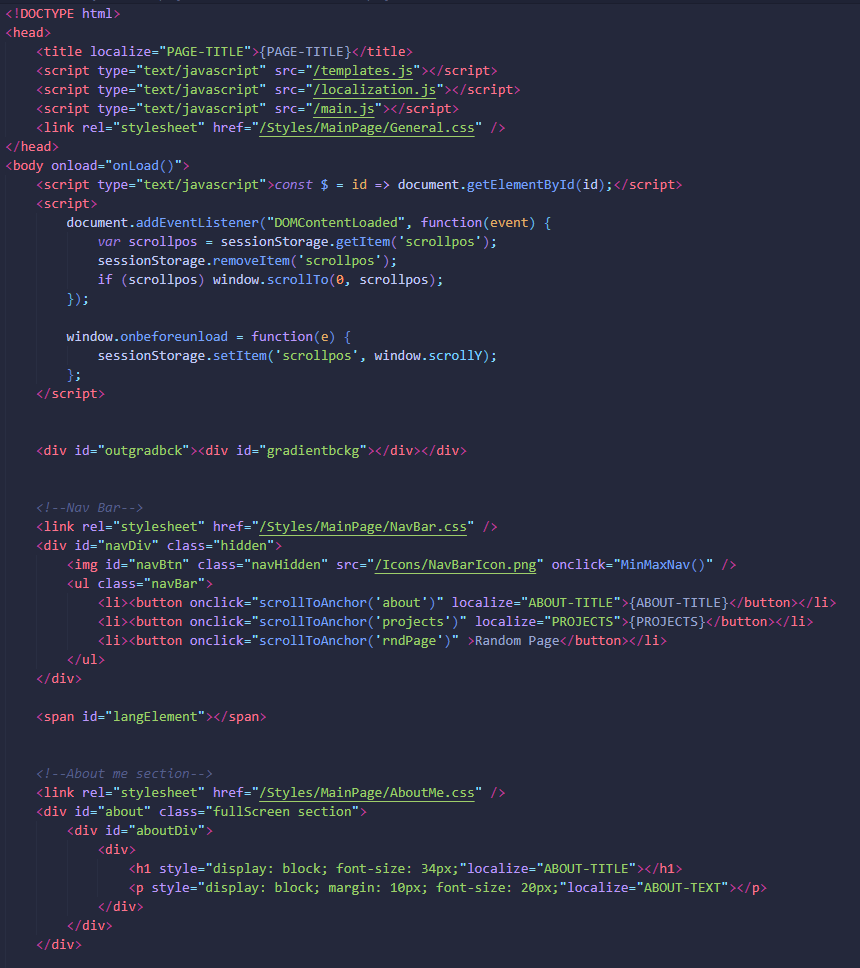 <!DOCTYPE html>
<head>
    <title localize="PAGE-TITLE">{PAGE-TITLE}</title>
    <script type="text/javascript" src="/templates.js"></script>
    <script type="text/javascript" src="/localization.js"></script>
    <script type="text/javascript" src="/main.js"></script>
    <link rel="stylesheet" href="/Styles/MainPage/General.css" />
</head>
<body onload="onLoad()">
    <script type="text/javascript">const $ = id => document.getElementById(id);</script>
    <script>
        document.addEventListener("DOMContentLoaded", function(event) {
            var scrollpos = sessionStorage.getItem('scrollpos');
            sessionStorage.removeItem('scrollpos');
            if (scrollpos) window.scrollTo(0, scrollpos);
        });

        window.onbeforeunload = function(e) {
            sessionStorage.setItem('scrollpos', window.scrollY);
        };
    </script>


    <div id="outgradbck"><div id="gradientbckg"></div></div>


    <!--Nav Bar-->
    <link rel="stylesheet" href="/Styles/MainPage/NavBar.css" />
    <div id="navDiv" class="hidden">
        <img id="navBtn" class="navHidden" src="/Icons/NavBarIcon.png" onclick="MinMaxNav()" />
        <ul class="navBar">
            <li><button onclick="scrollToAnchor('about')" localize="ABOUT-TITLE">{ABOUT-TITLE}</button></li>
            <li><button onclick="scrollToAnchor('projects')" localize="PROJECTS">{PROJECTS}</button></li>
            <li><button onclick="scrollToAnchor('rndPage')" >Random Page</button></li>
        </ul>
    </div>

    <span id="langElement"></span>


    <!--About me section-->
    <link rel="stylesheet" href="/Styles/MainPage/AboutMe.css" />
    <div id="about" class="fullScreen section">
        <div id="aboutDiv">
            <div>
                <h1 style="display: block; font-size: 34px;"localize="ABOUT-TITLE"></h1>
                <p style="display: block; margin: 10px; font-size: 20px;"localize="ABOUT-TEXT"></p>
            </div>
        </div>
    </div>